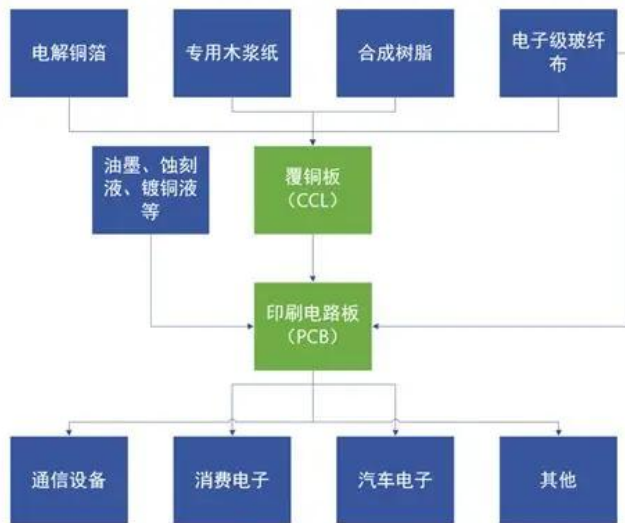 电解铜箔
专用木浆纸
合成树脂
电子级玻纤
布
油墨、蚀刻
液、镀铜液
等
覆铜板
（CCL）
印刷电路板
（PCB）
通信设备
消费电子
汽车电子
其他